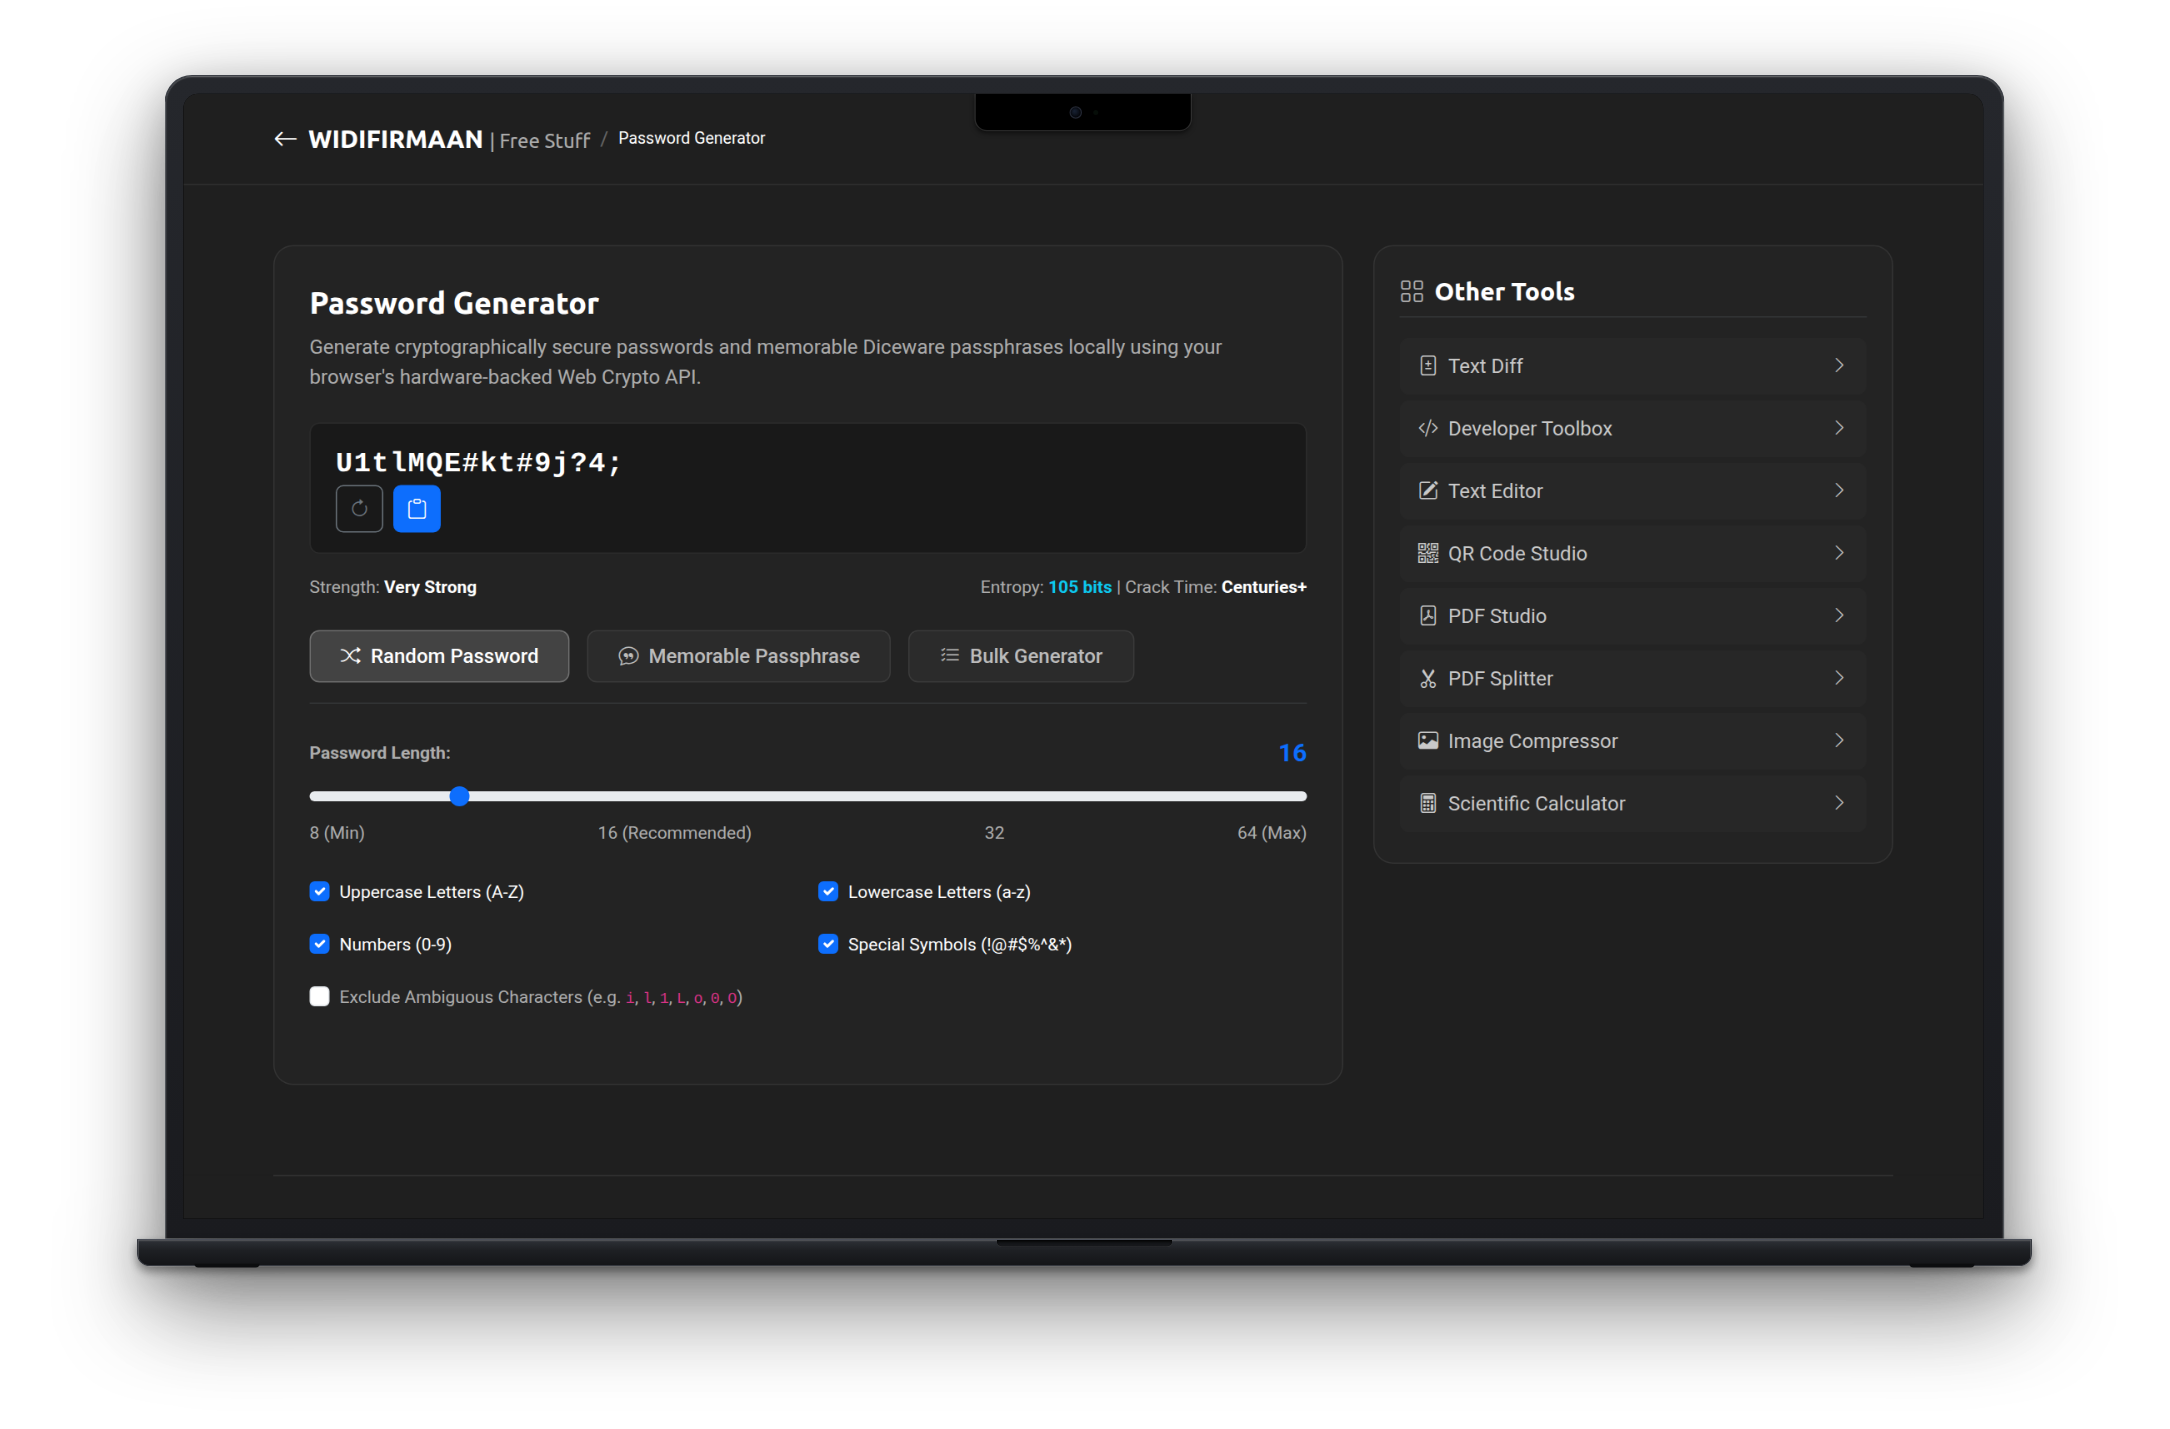 WIDIFIRMAAN | Free Stuff / Password Generator
Password Generator
Generate cryptographically secure passwords and memorable Diceware passphrases locally using your
browser's hardware-backed Web Crypto API.
U1tlMQE#kt#9j?4;
Strength: Very Strong
Entropy: 105 bits | Crack Time: Centuries+
Random Password
Memorable Passphrase
Bulk Generator
Password Length:
16
8 (Min)
16 (Recommended)
32
64 (Max)
Uppercase Letters (A-Z)
Lowercase Letters (a-z)
Numbers (0-9)
Special Symbols (!@#$%^&*)
Exclude Ambiguous Characters (e.g. i, l, 1, L, o, 0, O)
Other Tools
Text Diff
Developer Toolbox
Text Editor
QR Code Studio
PDF Studio
PDF Splitter
Image Compressor
Scientific Calculator